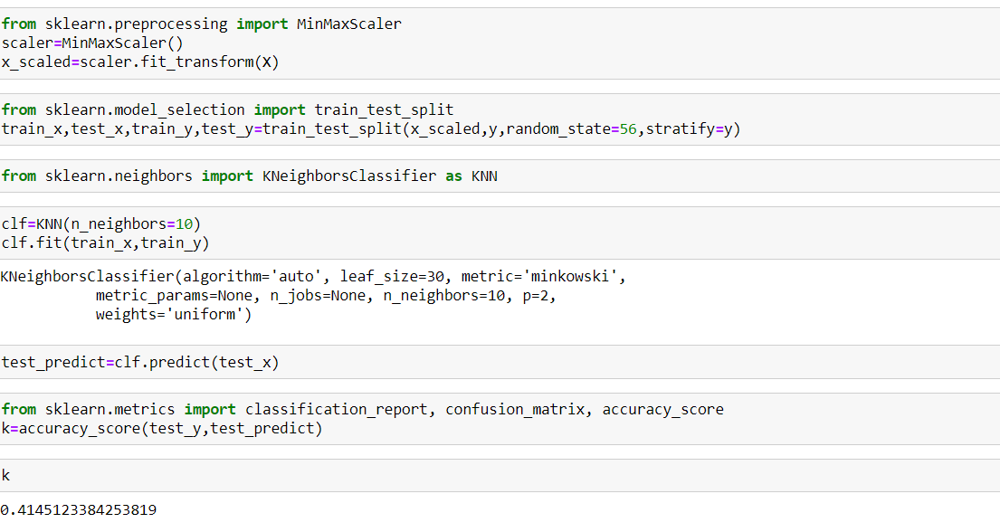 from sklearn.preprocessing import MinMaxScaler
scaler=MinMaxScaler()
x_scaled=scaler.fit_transform(X)
from sklearn.model_selection import train_test_split
train_x,test_x,train_y,test_y=train_test_split(x_scaled,y,random_state=56,stratify=y)
from sklearn.neighbors import KNeighborsClassifier as KNN
clf=KNN(n_neighbors=10)
clf.fit(train_x,train_y)
KNeighborsClassifier(algorithm='auto', leaf_size=30, metric='minkowski',
           metric_params=None, n_jobs=None, n_neighbors=10, p=2,
           weights='uniform')
test_predict=clf.predict(test_x)
from sklearn.metrics import classification_report, confusion_matrix, accuracy_score
k=accuracy_score(test_y,test_predict)
k
0.4145123384253819